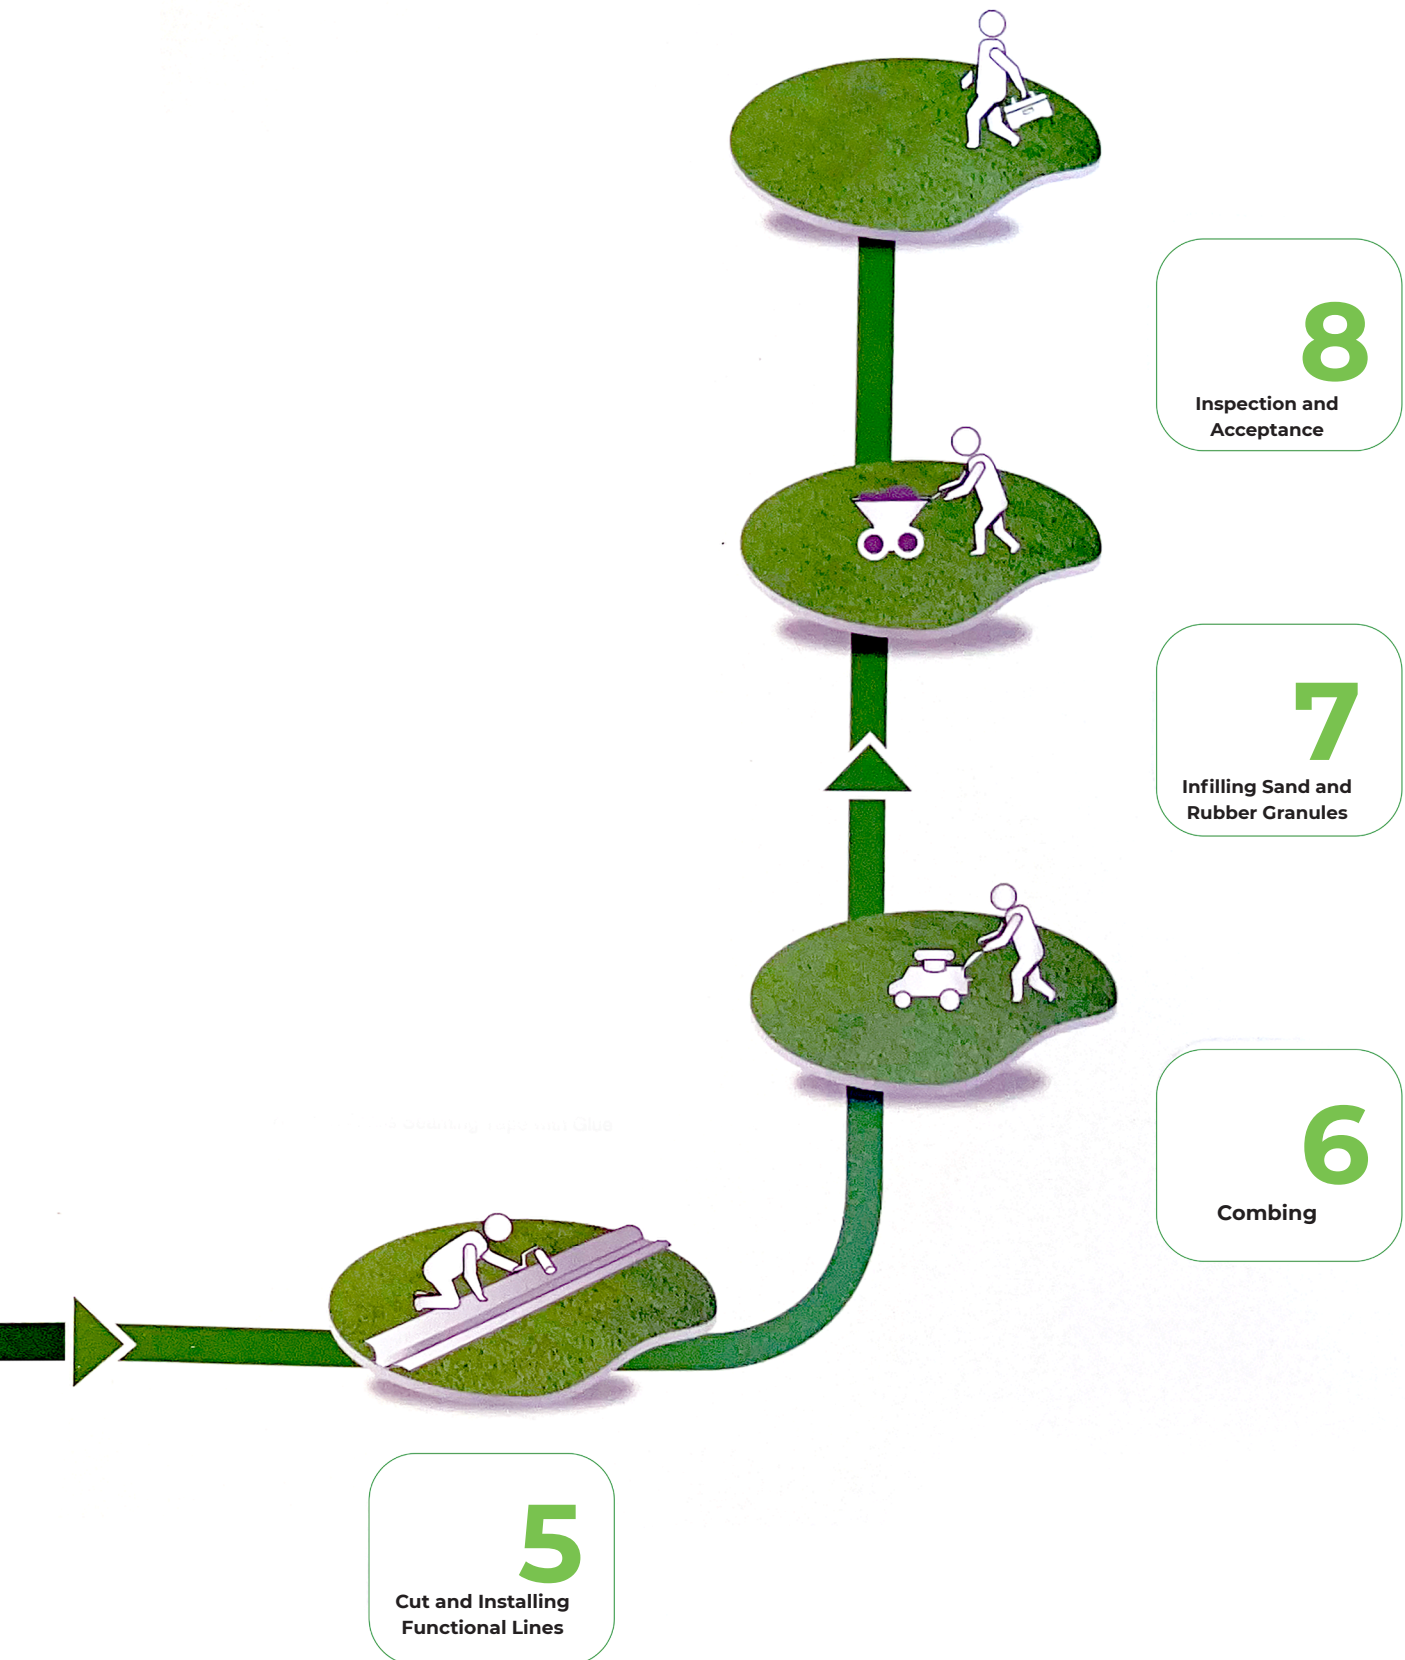 8
Inspection and
Acceptance
7
Infilling Sand and
Rubber Granules
6
Combing
5
Cut and Installing
Functional Lines